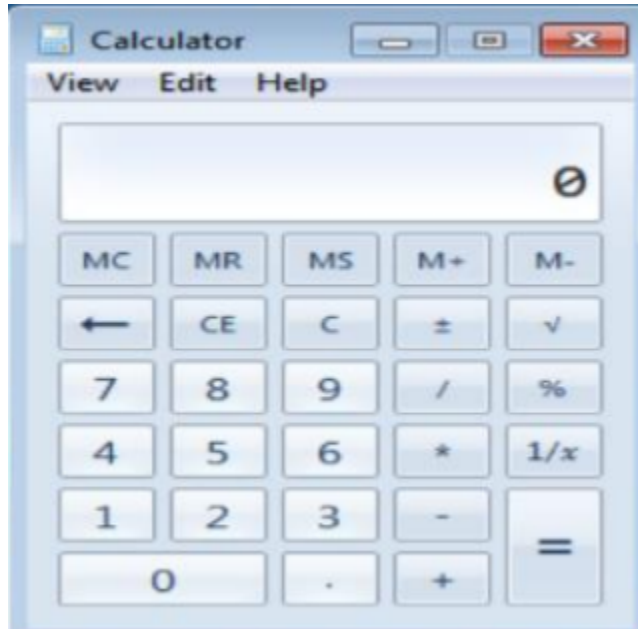 Calculator
View Edit Help
0
MC MR MS M+ M-
← CE C ± √
7 8 9 / %
4 5 6 * 1/x
1 2 3 - =
0 . +